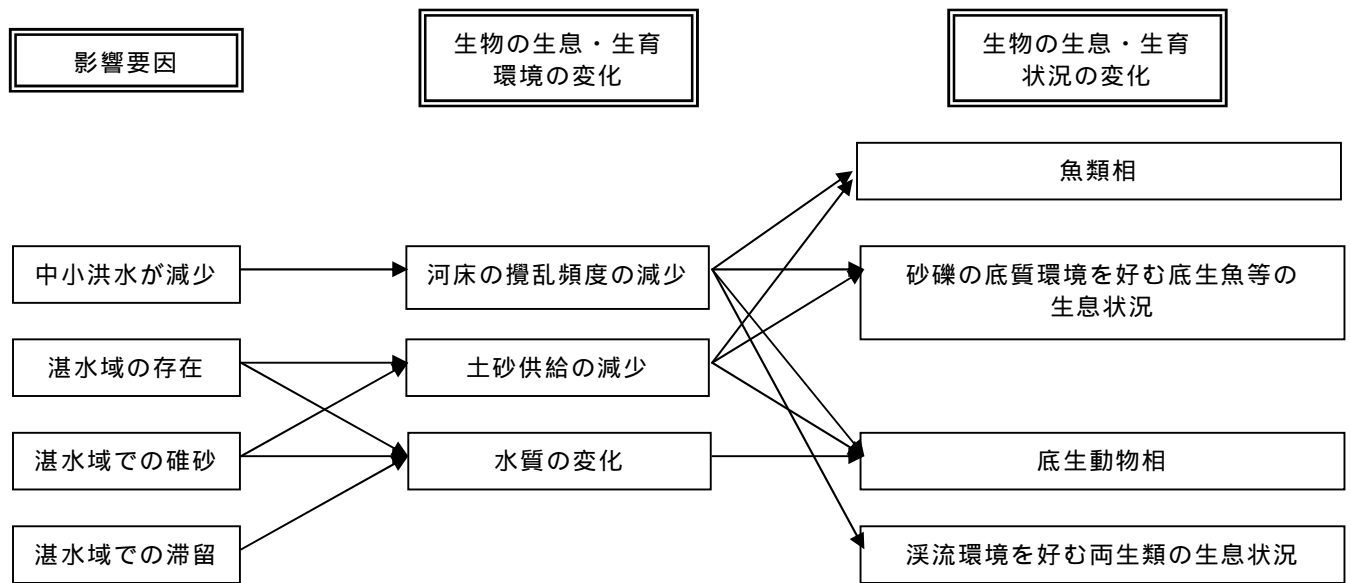 影響要因
生物の生息・生育
環境の変化
生物の生息・生育
状況の変化
魚類相
中小洪水が減少
河床の攪乱頻度の減少
砂礫の底質環境を好む底生魚等の
生息状況
湛水域の存在
土砂供給の減少
湛水域での碓砂
水質の変化
底生動物相
湛水域での滞留
渓流環境を好む両生類の生息状況